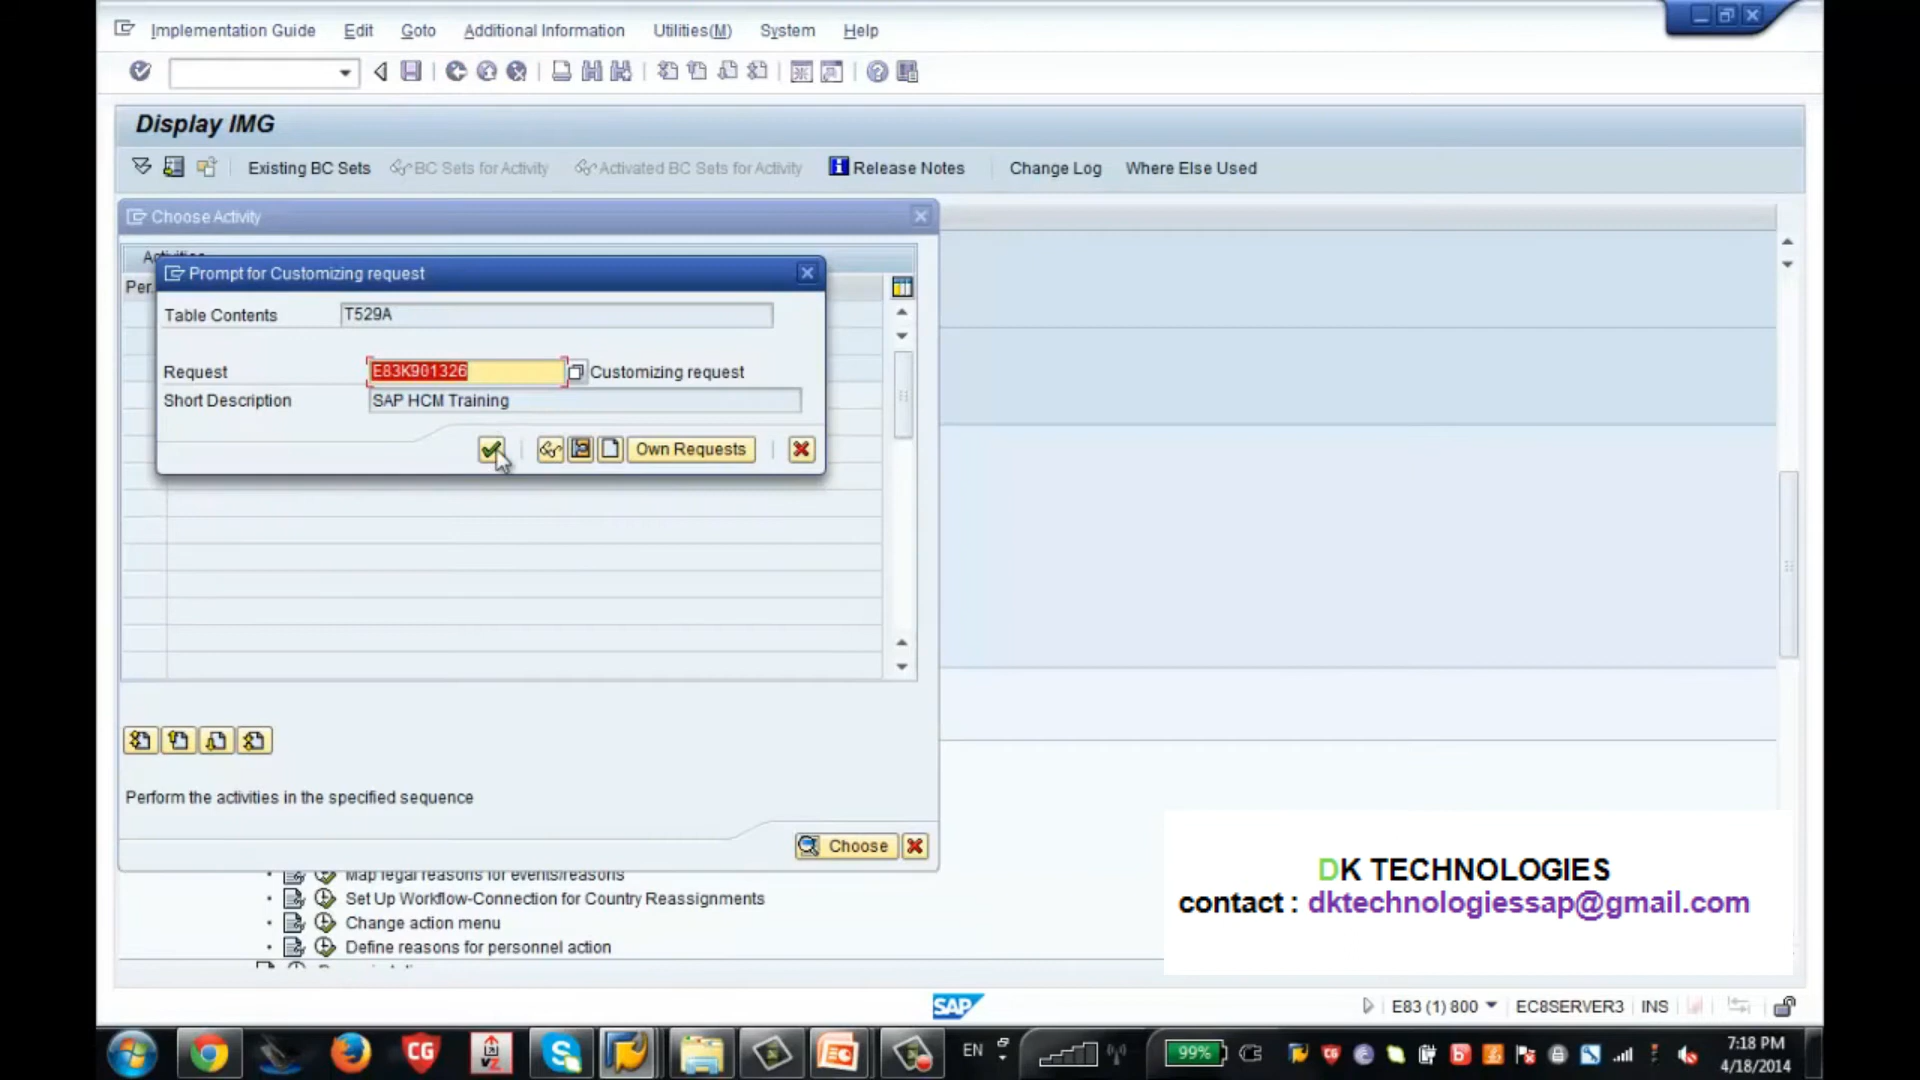 Implementation Guide Edit Goto Additional Information Utilities(M) System Help
Display IMG
Existing BC Sets BC Sets for Activity Activated BC Sets for Activity Release Notes Change Log Where Else Used
Choose Activity
Prompt for Customizing request
Per.
Table Contents T529A
Request E83K901326 Customizing request
Short Description SAP HCM Training
Own Requests
Perform the activities in the specified sequence
Choose
Map legal reasons for events/reasons
Set Up Workflow-Connection for Country Reassignments
Change action menu
Define reasons for personnel action
DK TECHNOLOGIES
contact : dktechnologiessap@gmail.com
SAP E83 (1) 800 EC8SERVER3 INS
EN 99% 7:18 PM
4/18/2014